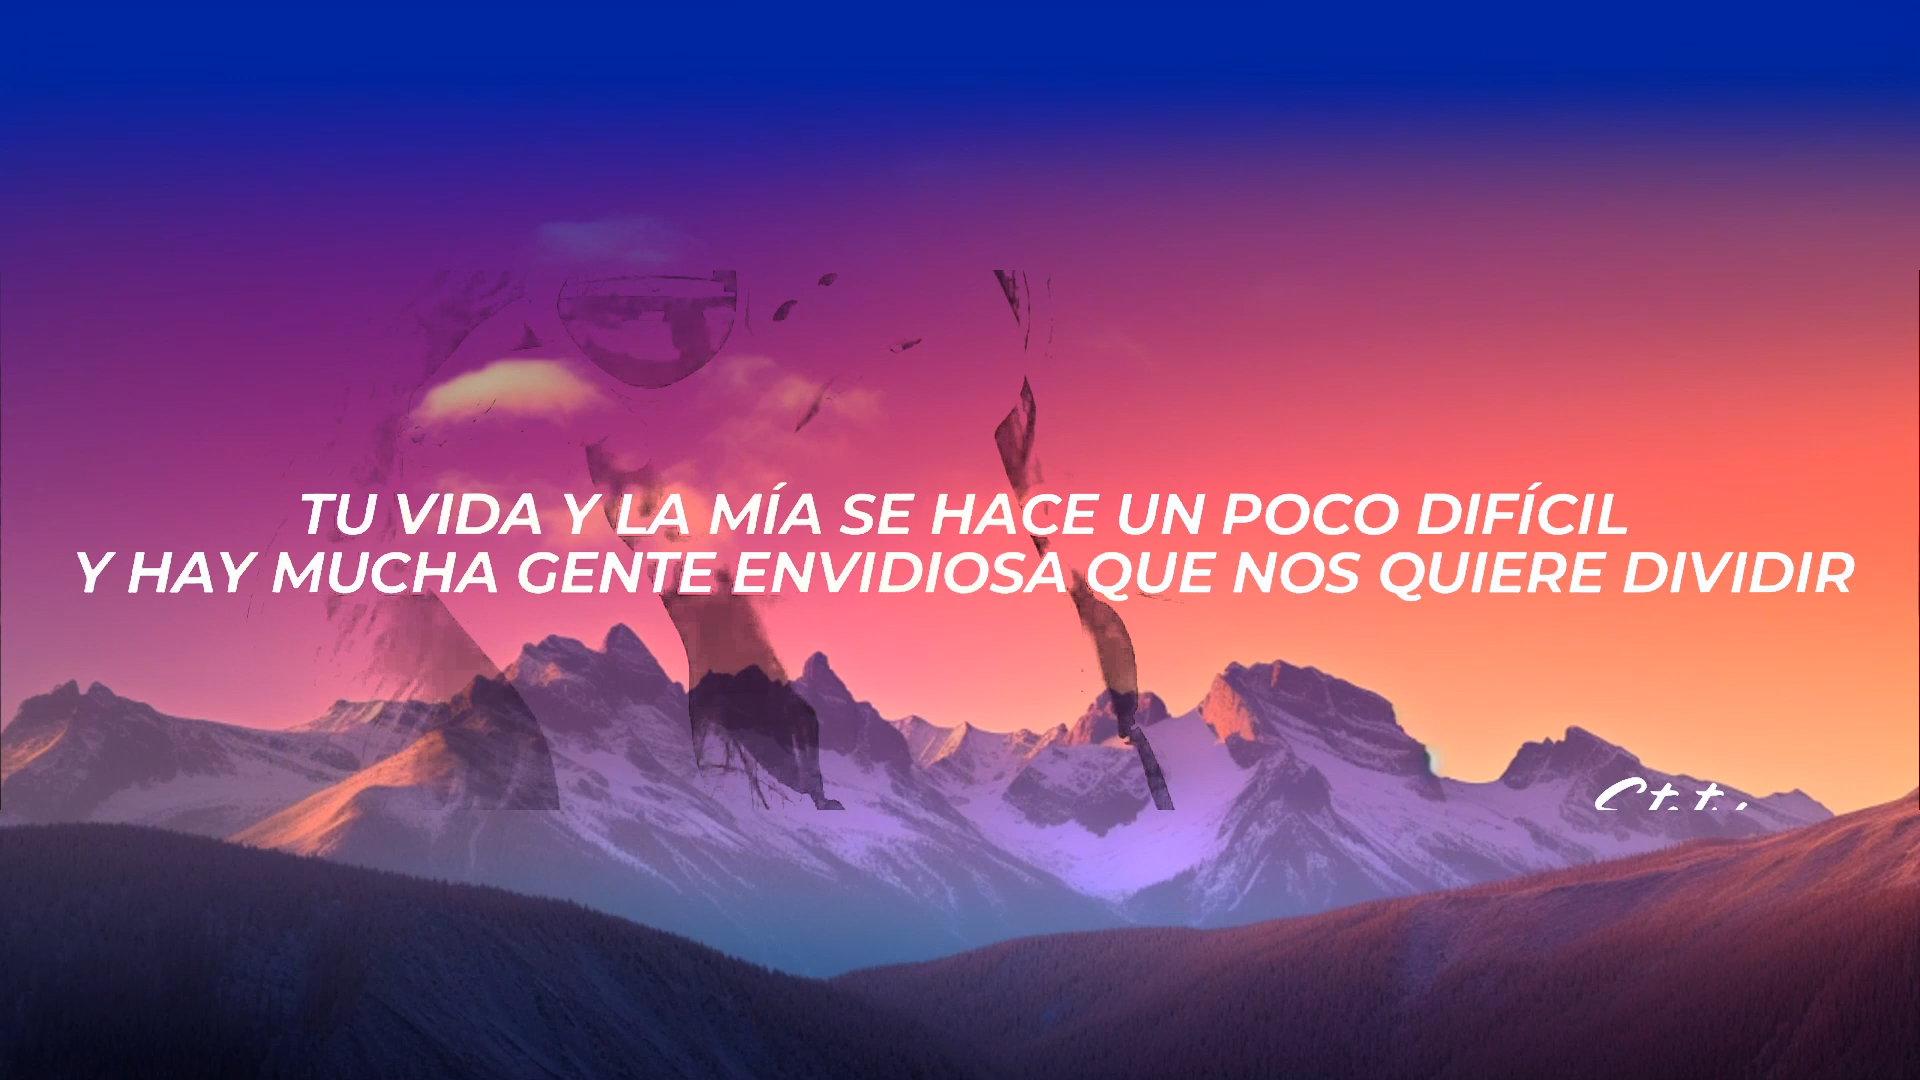 TU VIDA Y LA MÍA SE HACE UN POCO DIFÍCIL
Y HAY MUCHA GENTE ENVIDIOSA QUE NOS QUIERE DIVIDIR